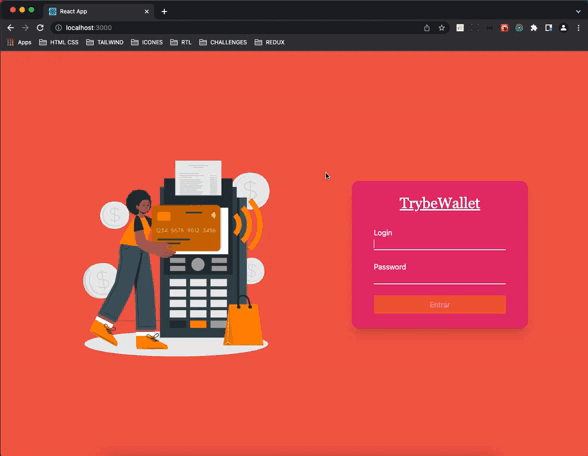 React App
localhost:3000
Apps
HTML CSS
TAILWIND
ICONES
RTL
CHALLENGES
REDUX
TrybeWallet
Login
Password
Entrar
1234 5678 9012 3456